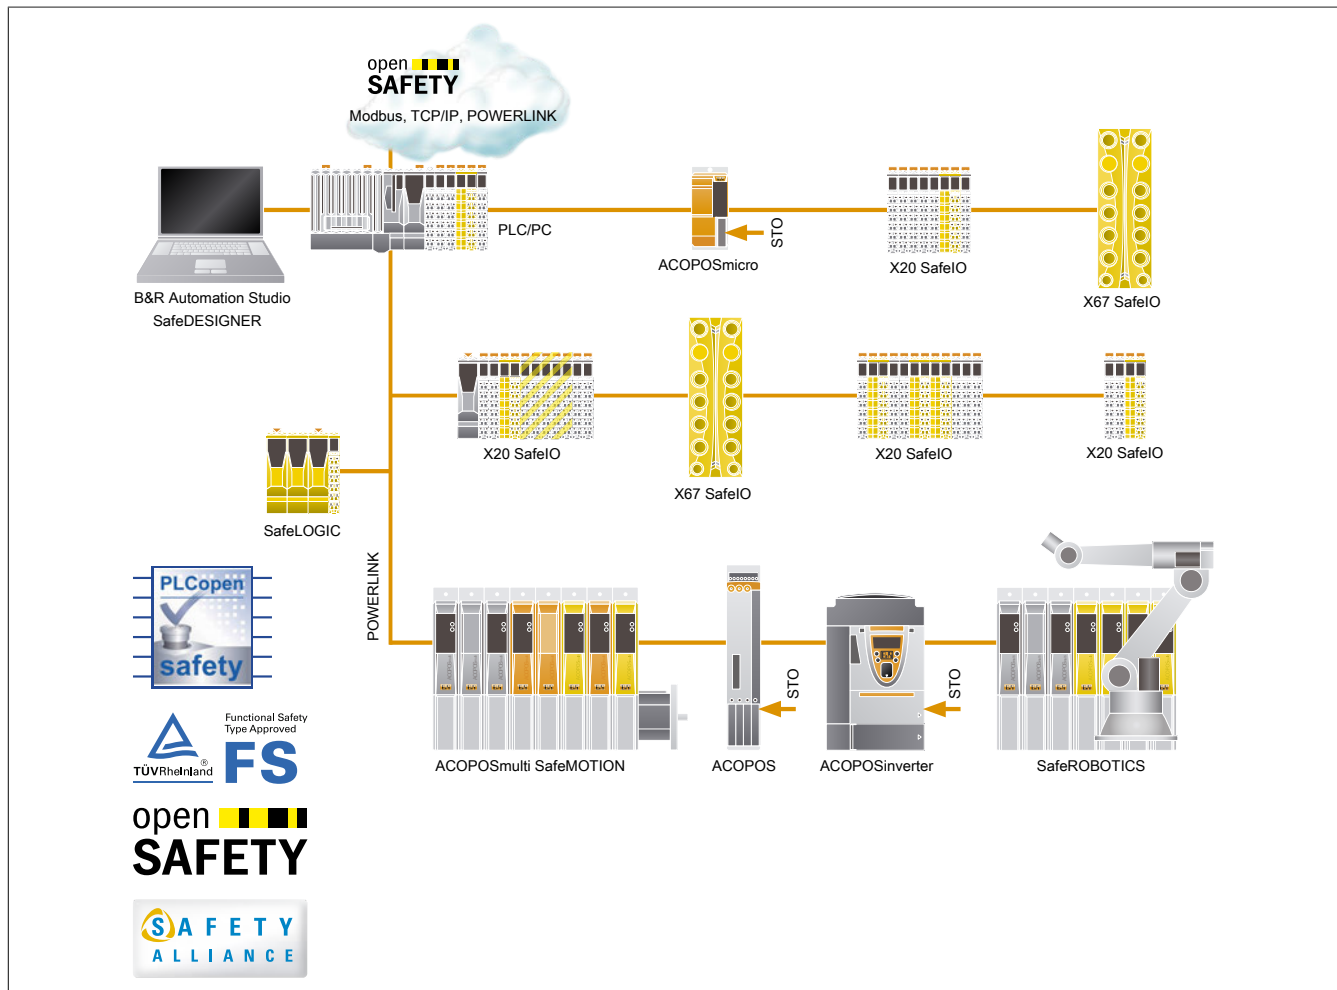 open
SAFETY
Modbus, TCP/IP, POWERLINK
PLC/PC
STO
ACOPOSmicro
X20 SafeIO
X67 SafeIO
B&R Automation Studio
SafeDESIGNER
X20 SafeIO
X67 SafeIO
X20 SafeIO
X20 SafeIO
SafeLOGIC
POWERLINK
STO
STO
ACOPOSmulti SafeMOTION
ACOPOS
ACOPOSinverter
SafeROBOTICS
PLCopen
safety
TÜVRheinland®
Functional Safety
Type Approved
FS
open
SAFETY
SAFETY
ALLIANCE